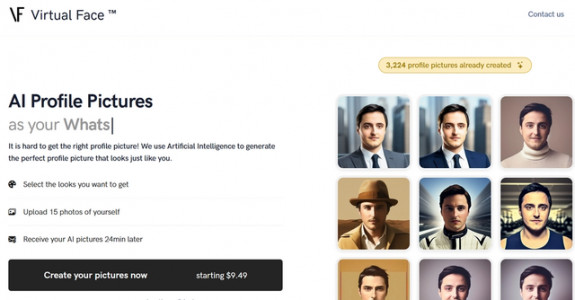 VF Virtual Face ™
Contact us
3,224 profile pictures already created
AI Profile Pictures
as your Whats|
It is hard to get the right profile picture! We use Artificial Intelligence to generate
the perfect profile picture that looks just like you.
Select the looks you want to get
Upload 15 photos of yourself
Receive your AI pictures 24min later
Create your pictures now starting $9.49